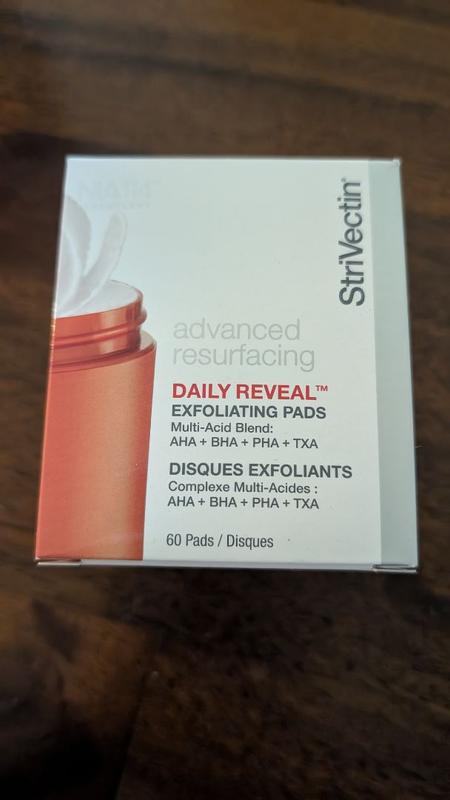 StriVectin®
advanced
resurfacing
DAILY REVEAL™
EXFOLIATING PADS
Multi-Acid Blend:
AHA + BHA + PHA + TXA
DISQUES EXFOLIANTS
Complexe Multi-Acides :
AHA + BHA + PHA + TXA
60 Pads / Disques